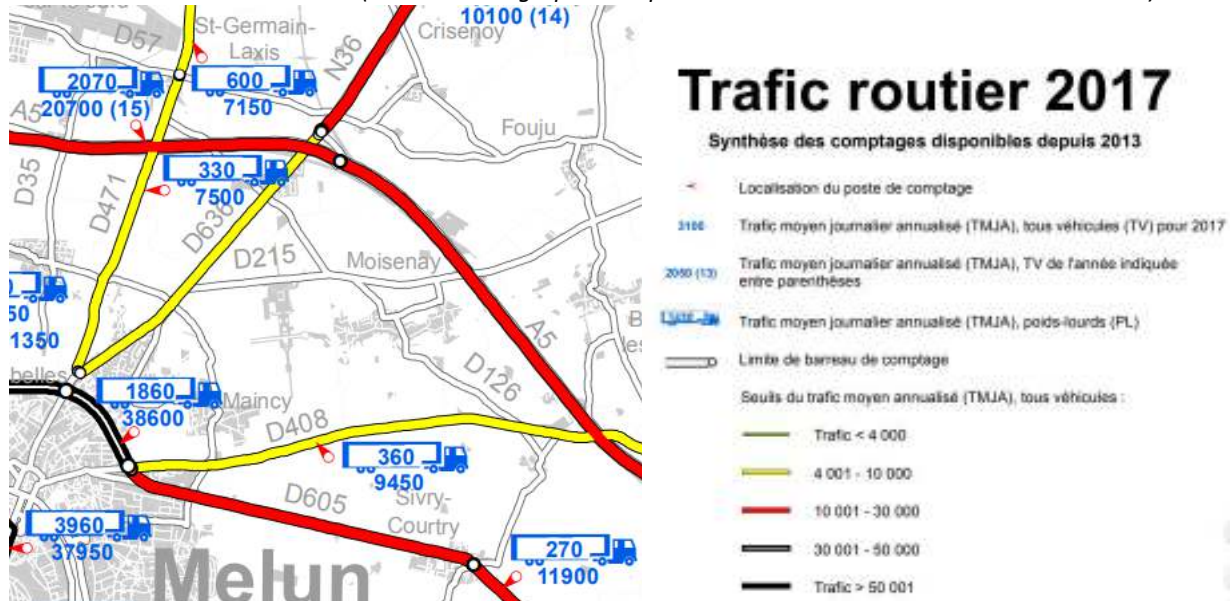 10100 (14)
St-Germain-
Laxis
Crisenoy
D57
N36
2070
20700 (15)
600
7150
A5
Fouju
330
7500
D35
D471
D636
D215
Moisenay
50
1350
A5
1860
38600
Maincy
D126
D408
360
9450
D605
Sivry-
Courtry
3960
37950
270
11900
Melun
Trafic routier 2017
Synthèse des comptages disponibles depuis 2013
Localisation du poste de comptage
3100 Trafic moyen journalier annualisé (TMJA), tous véhicules (TV) pour 2017
2050 (13) Trafic moyen journalier annualisé (TMJA), TV de l'année indiquée
entre parenthèses
Trafic moyen journalier annualisé (TMJA), poids-lourds (PL)
Limite de barreau de comptage
Seuils du trafic moyen annualisé (TMJA), tous véhicules :
Trafic < 4 000
4 001 - 10 000
10 001 - 30 000
30 001 - 50 000
Trafic > 50 001